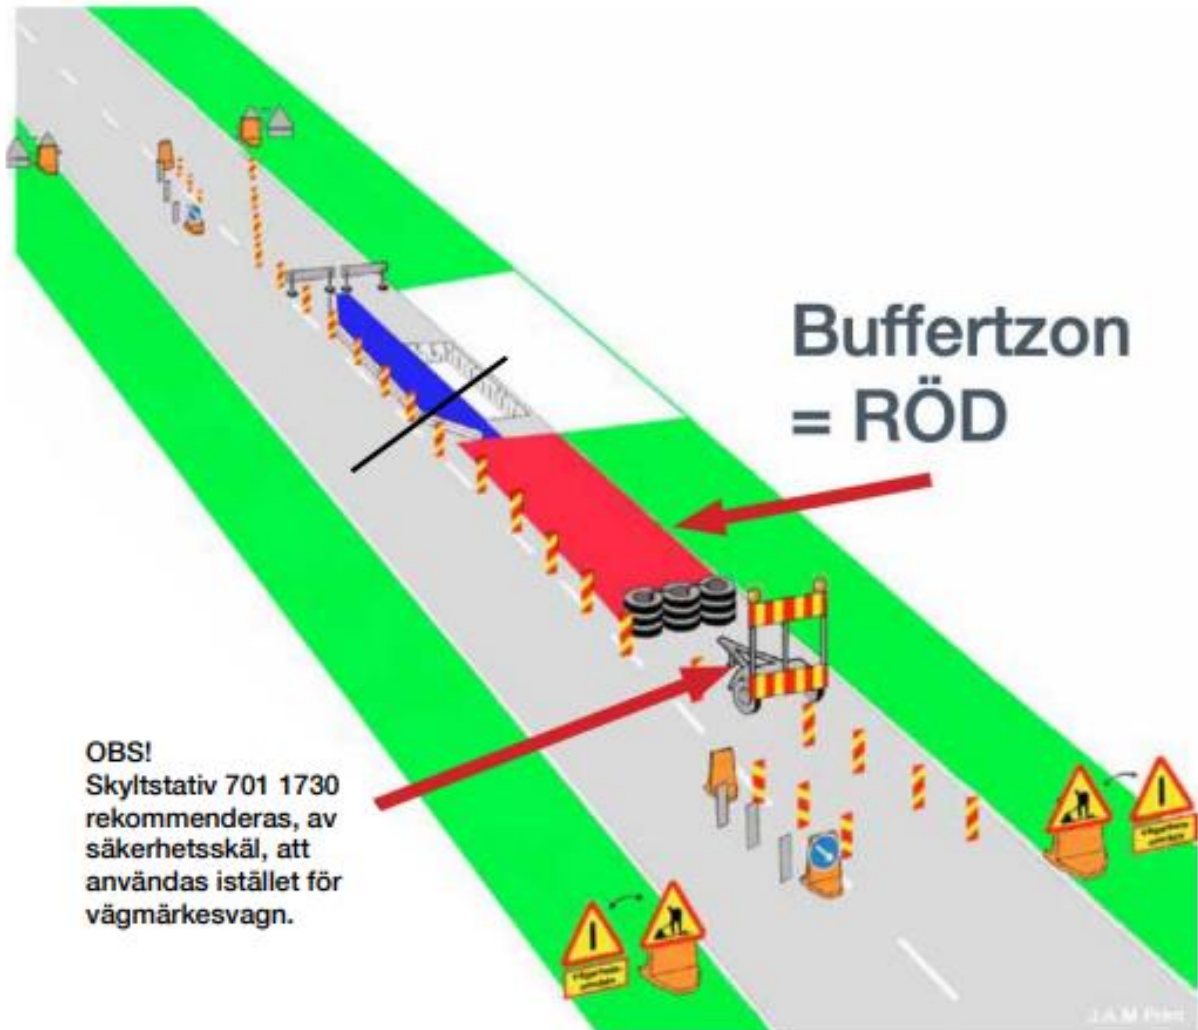 Buffertzon
= RÖD
OBS!
Skyltstativ 701 1730
rekommenderas, av
säkerhetsskäl, att
användas istället för
vägmärkesvagn.
J.A.M Print